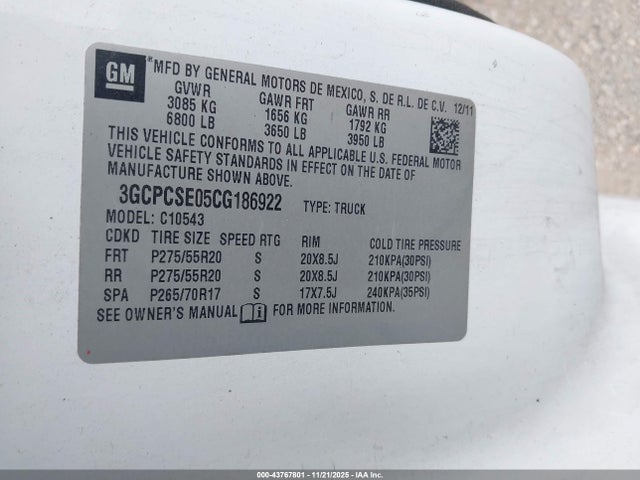 GM
MFD BY GENERAL MOTORS DE MEXICO, S. DE R.L. DE C.V. 12/11
GVWR GAWR FRT GAWR RR
3085 KG 1656 KG 1792 KG
6800 LB 3650 LB 3950 LB
THIS VEHICLE CONFORMS TO ALL APPLICABLE U.S. FEDERAL MOTOR
VEHICLE SAFETY STANDARDS IN EFFECT ON THE DATE OF
MANUFACTURE SHOWN ABOVE.
3GCPCSE05CG186922 TYPE: TRUCK
MODEL: C10543
CDKD TIRE SIZE SPEED RTG RIM COLD TIRE PRESSURE
FRT P275/55R20 S 20X8.5J 210KPA(30PSI)
RR P275/55R20 S 20X8.5J 210KPA(30PSI)
SPA P265/70R17 S 17X7.5J 240KPA(35PSI)
SEE OWNER'S MANUAL i FOR MORE INFORMATION.
000-43767801 - 11/21/2025 - IAA, Inc.